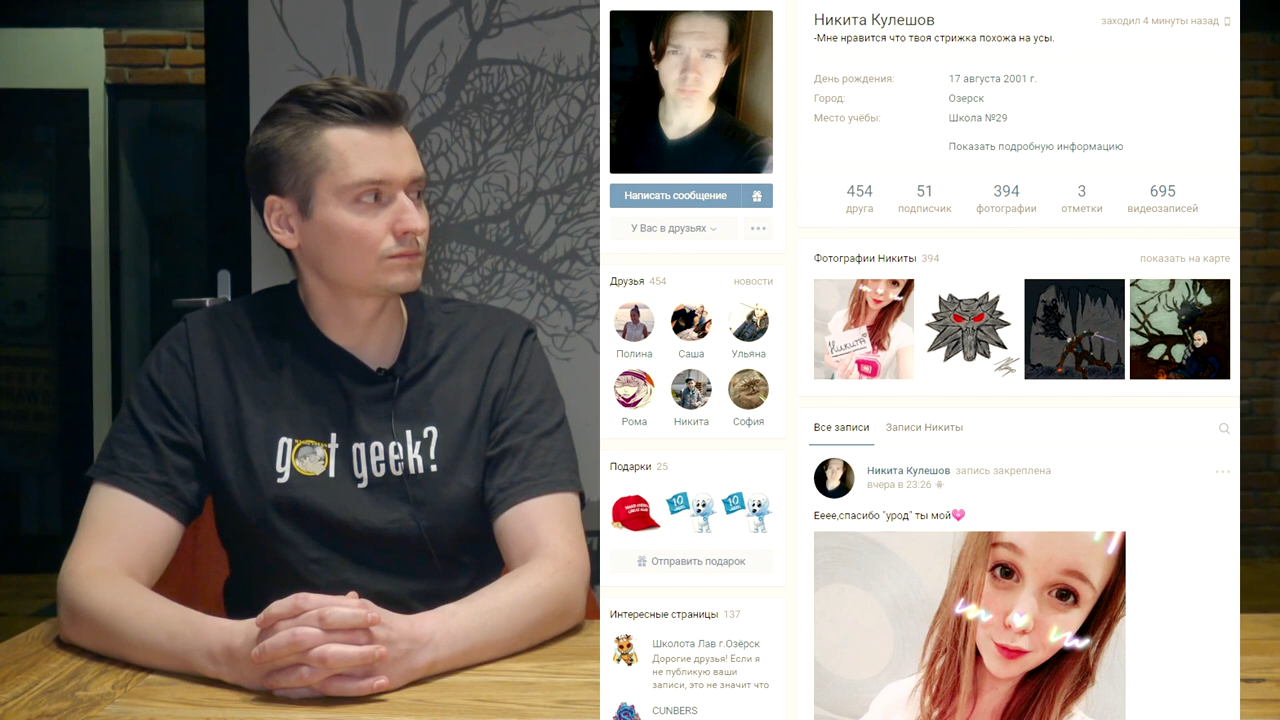 got geek?
Написать сообщение
У Вас в друзьях
Друзья 454
новости
Полина
Саша
Ульяна
Рома
Никита
София
Подарки 25
Отправить подарок
Интересные страницы 137
Школота Лав г.Озёрск
Дорогие друзья! Если я
не публикую ваши
записи, это не значит что
CUNBERS
Никита Кулешов
заходил 4 минуты назад
-Мне нравится что твоя стрижка похожа на усы.
День рождения: 17 августа 2001 г.
Город: Озерск
Место учёбы: Школа №29
Показать подробную информацию
454
друга
51
подписчик
394
фотографии
3
отметки
695
видеозаписей
Фотографии Никиты 394
показать на карте
Никита
Все записи
Записи Никиты
Никита Кулешов запись закреплена
вчера в 23:26
Ееее,спасибо "урод" ты мой